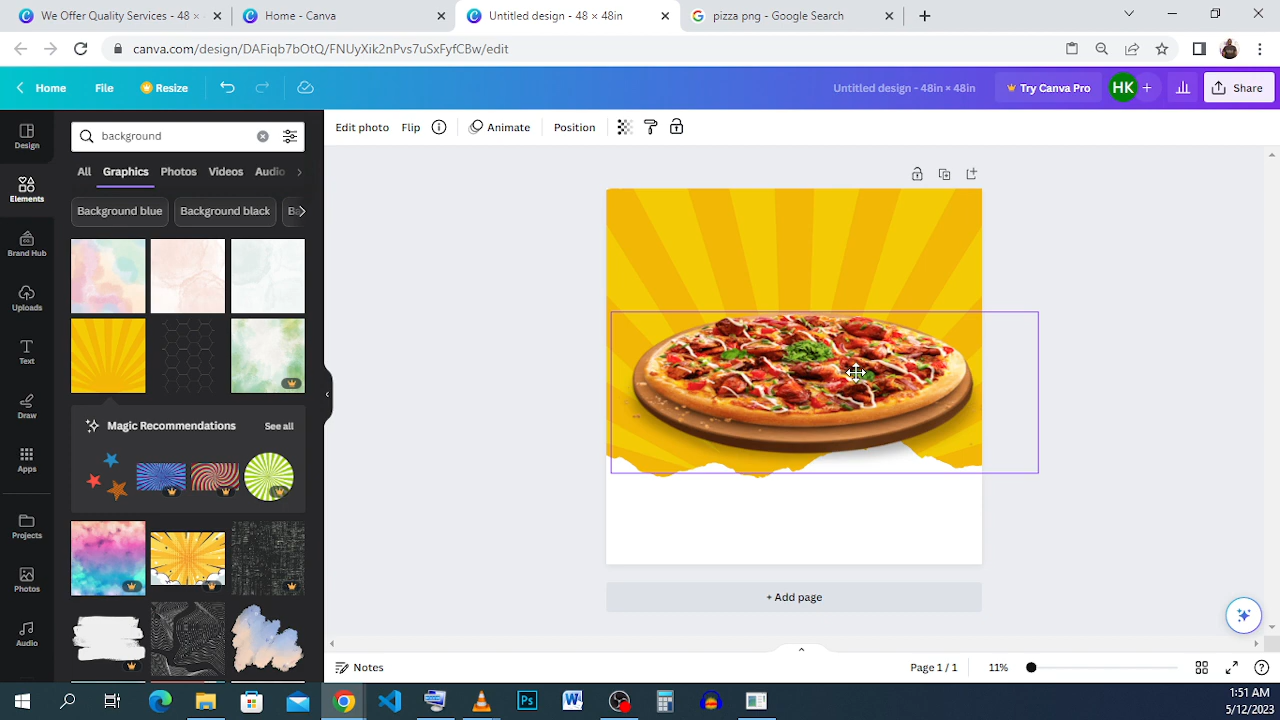 We Offer Quality Services - 48 ×
Home - Canva
Untitled design - 48 × 48in
pizza png - Google Search
canva.com/design/DAFiqb7bOtQ/FNUyXik2nPvs7uSxFyfCBw/edit
Home
File
Resize
Untitled design - 48in × 48in
Try Canva Pro
HK
Share
Design
background
Edit photo
Flip
Animate
Position
All
Graphics
Photos
Videos
Audio
Elements
Background blue
Background black
Ba
Brand Hub
Uploads
Text
Draw
Magic Recommendations
See all
Apps
Projects
Photos
+ Add page
Audio
Notes
Page 1 / 1
11%
Ps
W
1:51 AM
5/12/2023